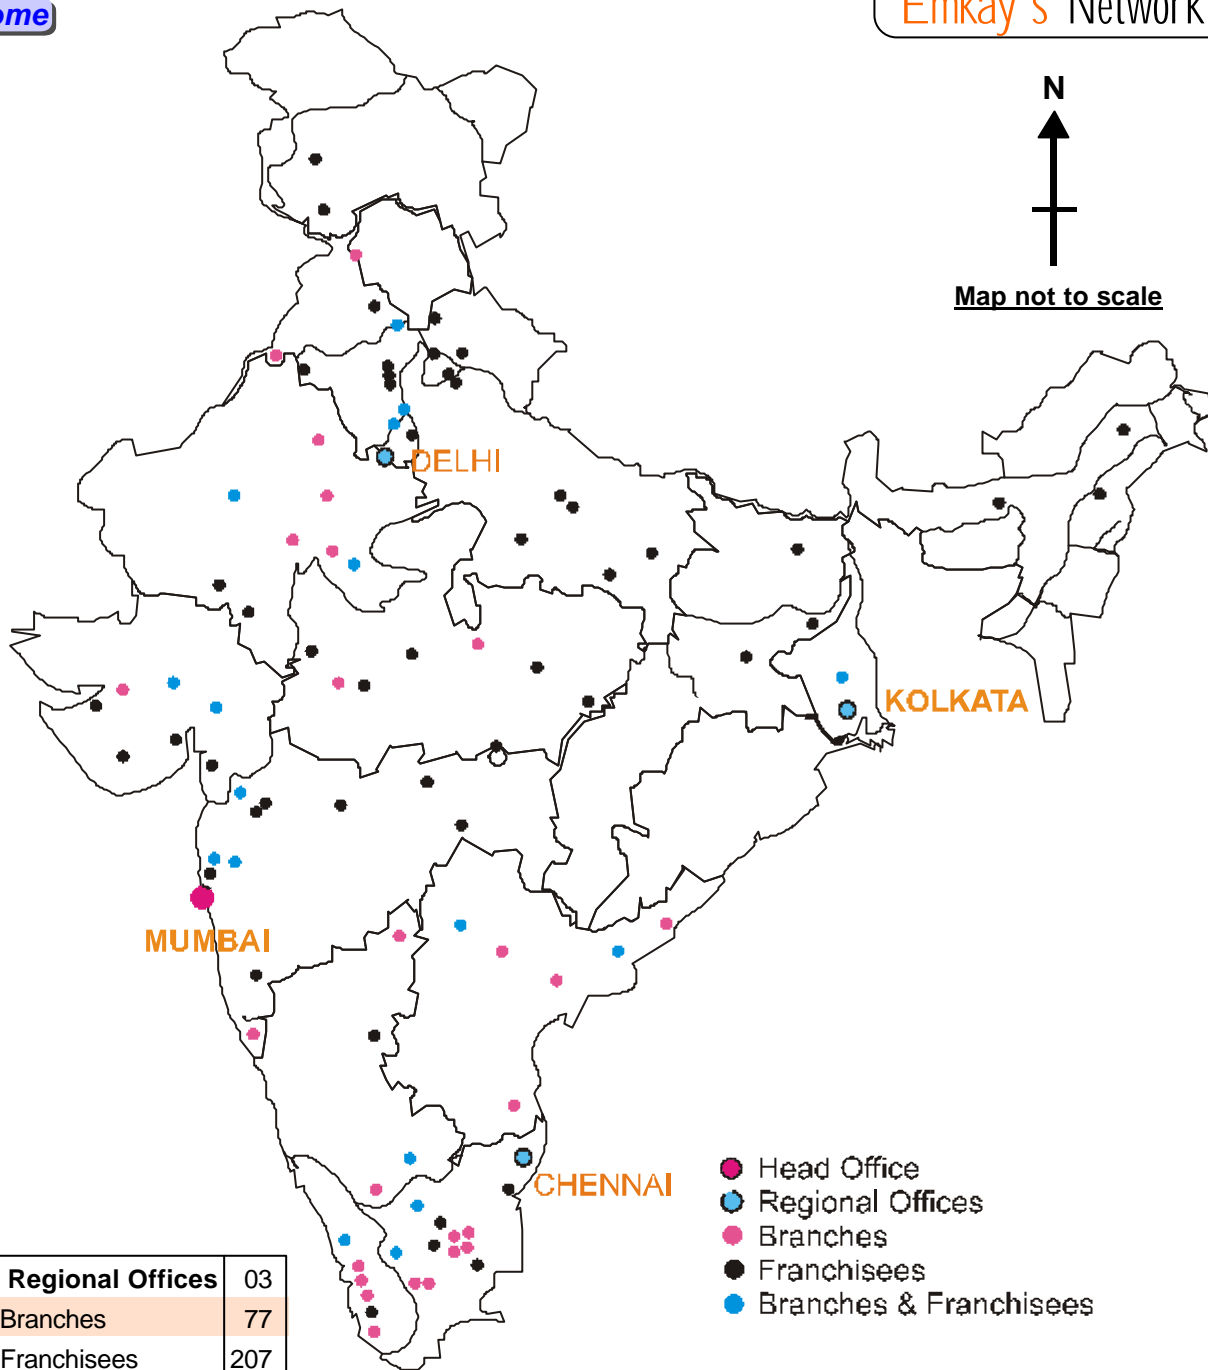 ome
Emkay's Network
N
Map not to scale
DELHI
KOLKATA
MUMBAI
CHENNAI
Head Office
Regional Offices
Branches
Franchisees
Branches & Franchisees
Regional Offices 03
Branches 77
Franchisees 207